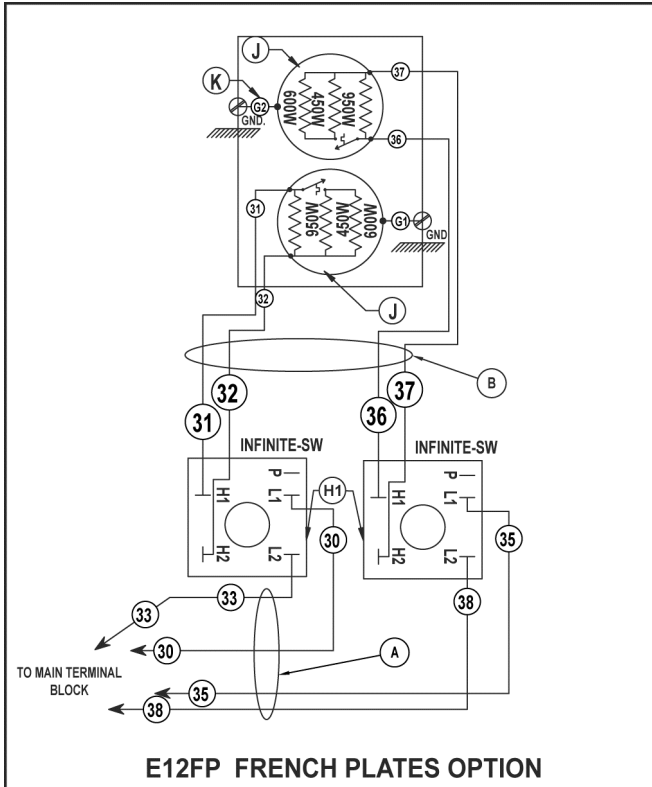 J
K
37
G2
600W
450W
950W
GND.
36
31
950W
450W
600W
G1
GND
32
J
B
31
32
36
37
INFINITE-SW
INFINITE-SW
H1
P
L1
H1
H1
P
L1
30
35
H2
L2
H2
L2
33
33
38
30
A
TO MAIN TERMINAL
BLOCK
35
38
E12FP FRENCH PLATES OPTION